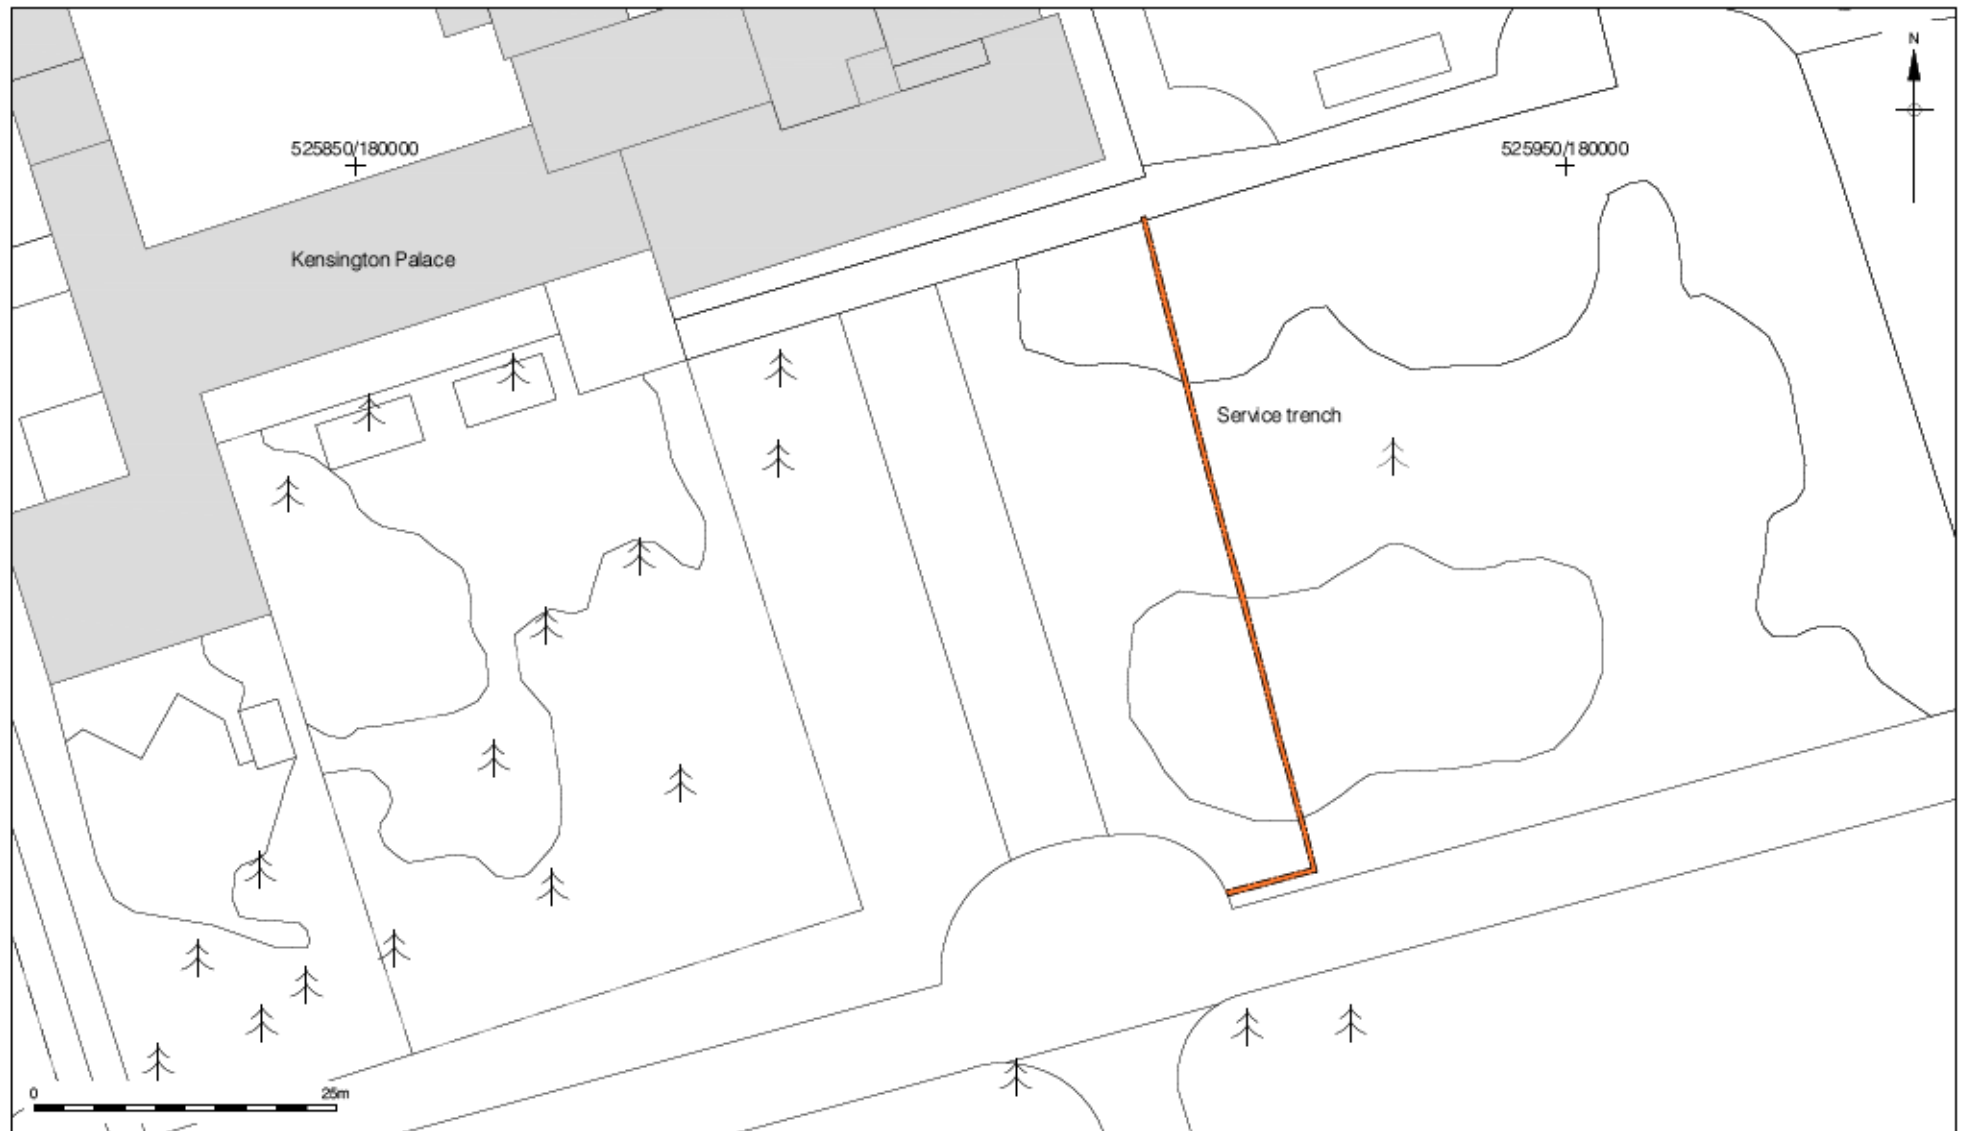 N
525850/180000
525950/180000
Kensington Palace
Service trench
0 25m